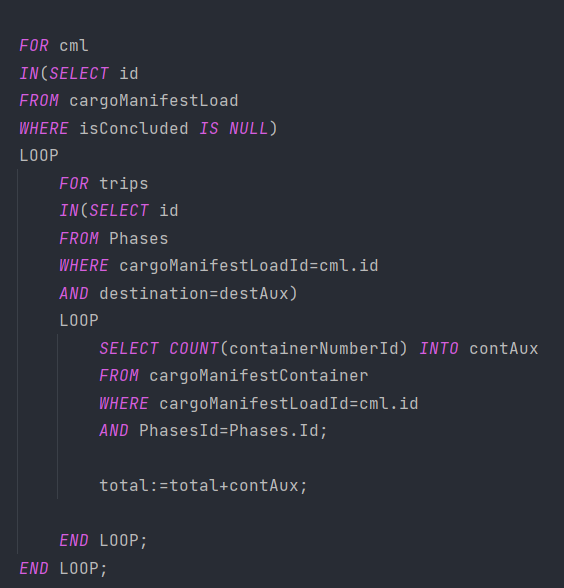 FOR cml
IN(SELECT id
FROM cargoManifestLoad
WHERE isConcluded IS NULL)
LOOP
FOR trips
IN(SELECT id
FROM Phases
WHERE cargoManifestLoadId=cml.id
AND destination=destAux)
LOOP
SELECT COUNT(containerNumberId) INTO contAux
FROM cargoManifestContainer
WHERE cargoManifestLoadId=cml.id
AND PhasesId=Phases.Id;
total:=total+contAux;
END LOOP;
END LOOP;